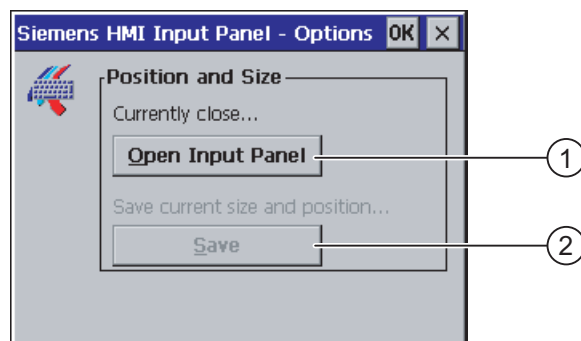 Siemens HMI Input Panel - Options OK ×
Position and Size
Currently close...
Open Input Panel
1
Save current size and position...
Save
2